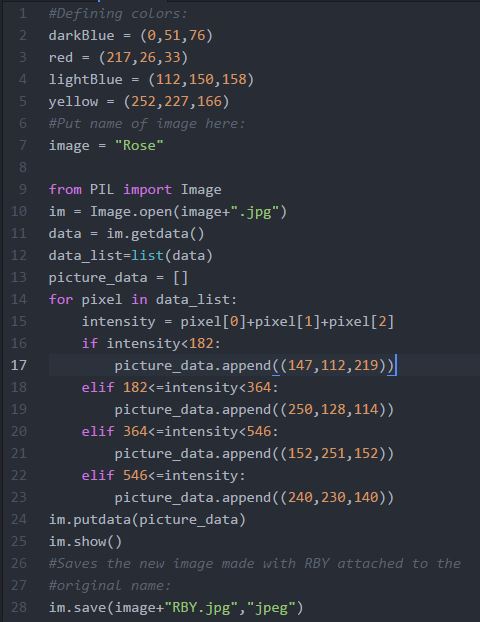 1 #Defining colors:
2 darkBlue = (0,51,76)
3 red = (217,26,33)
4 lightBlue = (112,150,158)
5 yellow = (252,227,166)
6 #Put name of image here:
7 image = "Rose"
8
9 from PIL import Image
10 im = Image.open(image+".jpg")
11 data = im.getdata()
12 data_list=list(data)
13 picture_data = []
14 for pixel in data_list:
15     intensity = pixel[0]+pixel[1]+pixel[2]
16     if intensity<182:
17         picture_data.append((147,112,219))
18     elif 182<=intensity<364:
19         picture_data.append((250,128,114))
20     elif 364<=intensity<546:
21         picture_data.append((152,251,152))
22     elif 546<=intensity:
23         picture_data.append((240,230,140))
24 im.putdata(picture_data)
25 im.show()
26 #Saves the new image made with RBY attached to the
27 #original name:
28 im.save(image+"RBY.jpg","jpeg")